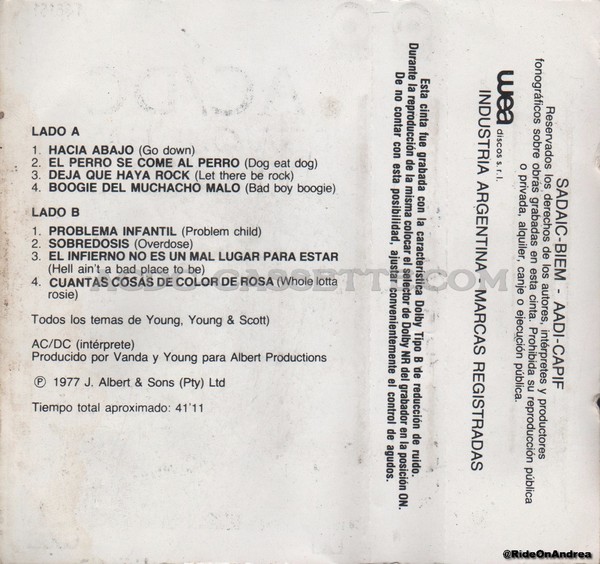 LADO A
1. HACIA ABAJO (Go down)
2. EL PERRO SE COME AL PERRO (Dog eat dog)
3. DEJA QUE HAYA ROCK (Let there be rock)
4. BOOGIE DEL MUCHACHO MALO (Bad boy boogie)
LADO B
1. PROBLEMA INFANTIL (Problem child)
2. SOBREDOSIS (Overdose)
3. EL INFIERNO NO ES UN MAL LUGAR PARA ESTAR
(Hell ain't a bad place to be)
4. CUANTAS COSAS DE COLOR DE ROSA (Whole lotta
rosie)
Todos los temas de Young, Young & Scott)
AC/DC (intérprete)
Producido por Vanda y Young para Albert Productions
℗ 1977 J. Albert & Sons (Pty) Ltd
Tiempo total aproximado: 41'11
Esta cinta fue grabada con la característica Dolby Tipo B de reducción de ruido.
Durante la reproducción de la misma colocar el selector de Dolby NR del grabador en la posición ON.
De no contar con esta posibilidad, ajustar convenientemente el control de agudos.
wea discos s.r.l.
INDUSTRIA ARGENTINA - MARCAS REGISTRADAS
SADAIC-BIEM - AADI-CAPIF
Reservados los derechos de los autores, intérpretes y productores
fonográficos sobre obras grabadas en esta cinta. Prohibida su reproducción pública
o privada, alquiler, canje o ejecución pública.
@RideOnAndrea